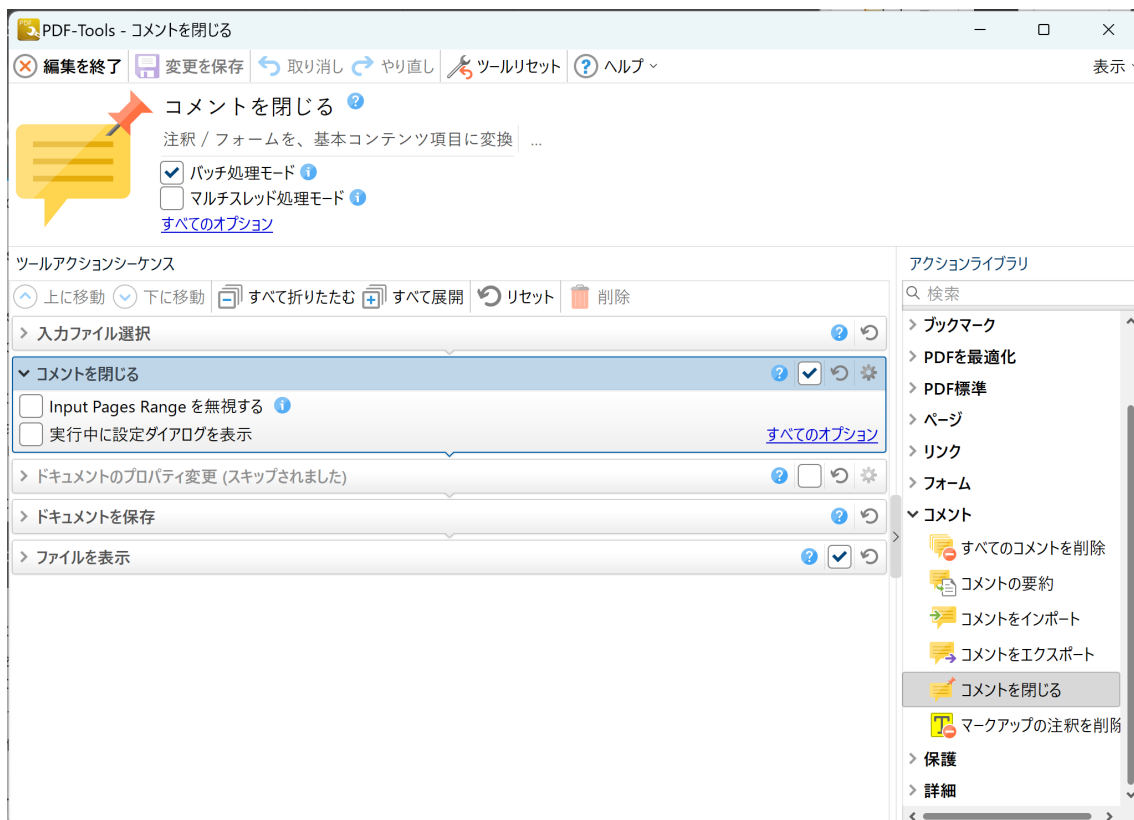 PDF-Tools - コメントを閉じる
編集を終了 変更を保存 取り消し やり直し ツールリセット ヘルプ 表示
コメントを閉じる
注釈 / フォームを、基本コンテンツ項目に変換 ...
バッチ処理モード
マルチスレッド処理モード
すべてのオプション
ツールアクションシーケンス
上に移動 下に移動 すべて折りたたむ すべて展開 リセット 削除
入力ファイル選択
コメントを閉じる
Input Pages Range を無視する
実行中に設定ダイアログを表示 すべてのオプション
ドキュメントのプロパティ変更 (スキップされました)
ドキュメントを保存
ファイルを表示
アクションライブラリ
検索
ブックマーク
PDFを最適化
PDF標準
ページ
リンク
フォーム
コメント
すべてのコメントを削除
コメントの要約
コメントをインポート
コメントをエクスポート
コメントを閉じる
マークアップの注釈を削除
保護
詳細